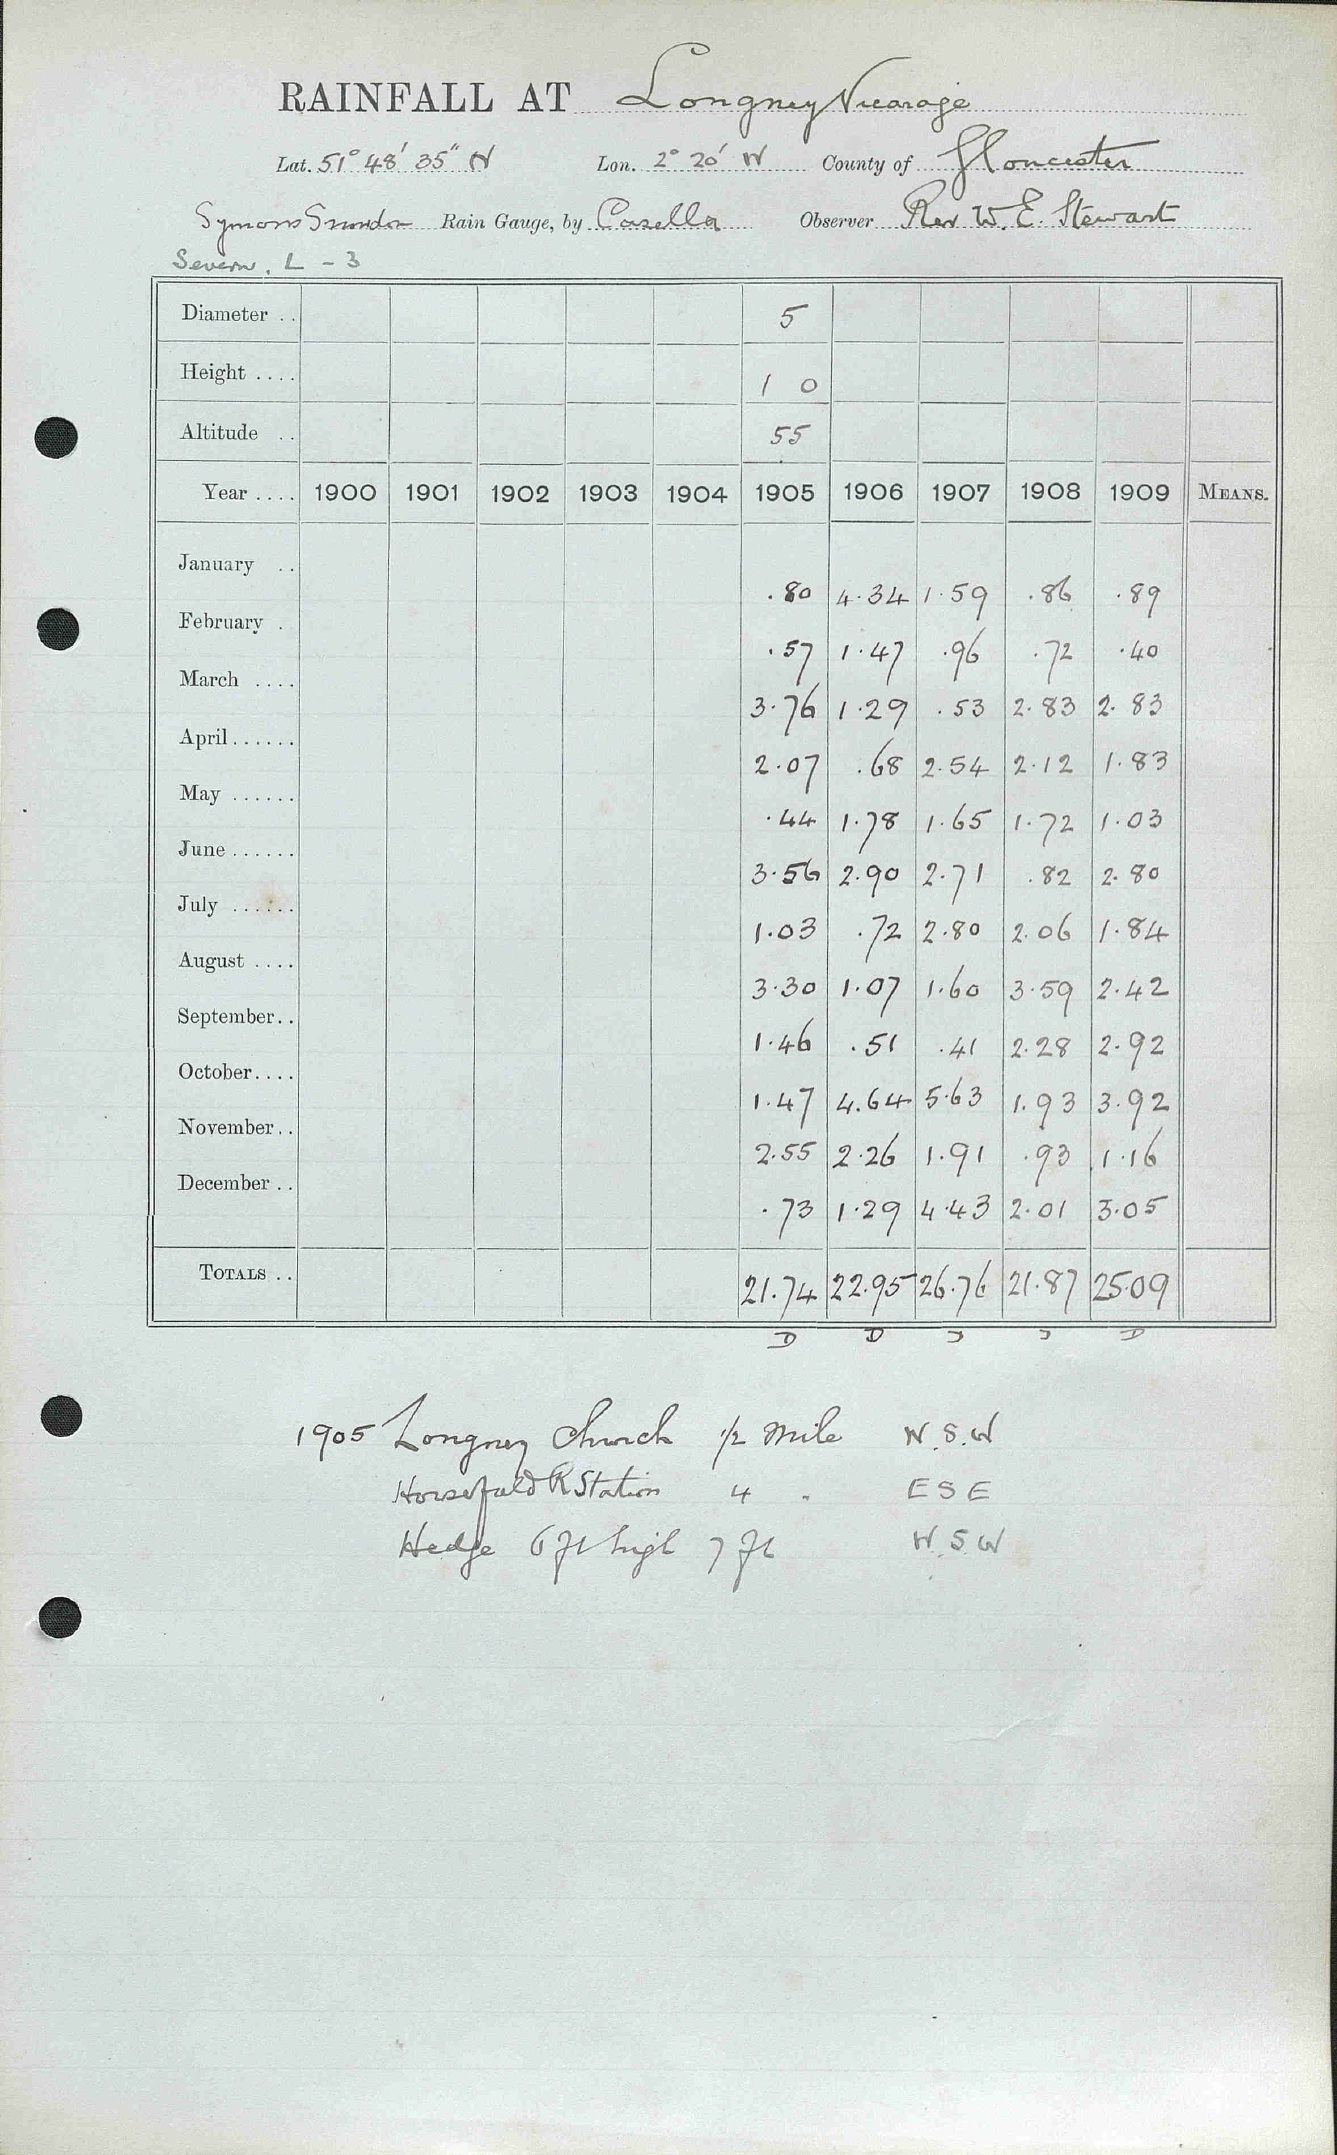 RAINFALL AT Longney Vicarage
Lat. 51° 48' 35" N Lon. 2° 20' W County of Gloucester
Symons Snowdon Rain Gauge, by Casella Observer Rev W. E. Stewart
Severn. L - 3
Diameter .. 5
Height .... 1 0
Altitude .. 55
Year .... 1900 1901 1902 1903 1904 1905 1906 1907 1908 1909 MEANS.
January .. .80 4.34 1.59 .86 .89
February . .57 1.47 .96 .72 .40
March .... 3.76 1.29 .53 2.83 2.83
April...... 2.07 .68 2.54 2.12 1.83
May ...... .44 1.78 1.65 1.72 1.03
June...... 3.56 2.90 2.71 .82 2.80
July ...... 1.03 .72 2.80 2.06 1.84
August .... 3.30 1.07 1.60 3.59 2.42
September.. 1.46 .51 .41 2.28 2.92
October.... 1.47 4.64 5.63 1.93 3.92
November.. 2.55 2.26 1.91 .93 1.16
December .. .73 1.29 4.43 2.01 3.05
TOTALS .. 21.74 22.95 26.76 21.87 25.09
D D D
1905 Longney Church 1/2 mile W.S.W
R Station 4 " ESE
Hedge 6 ft high 7 ft W.S.W